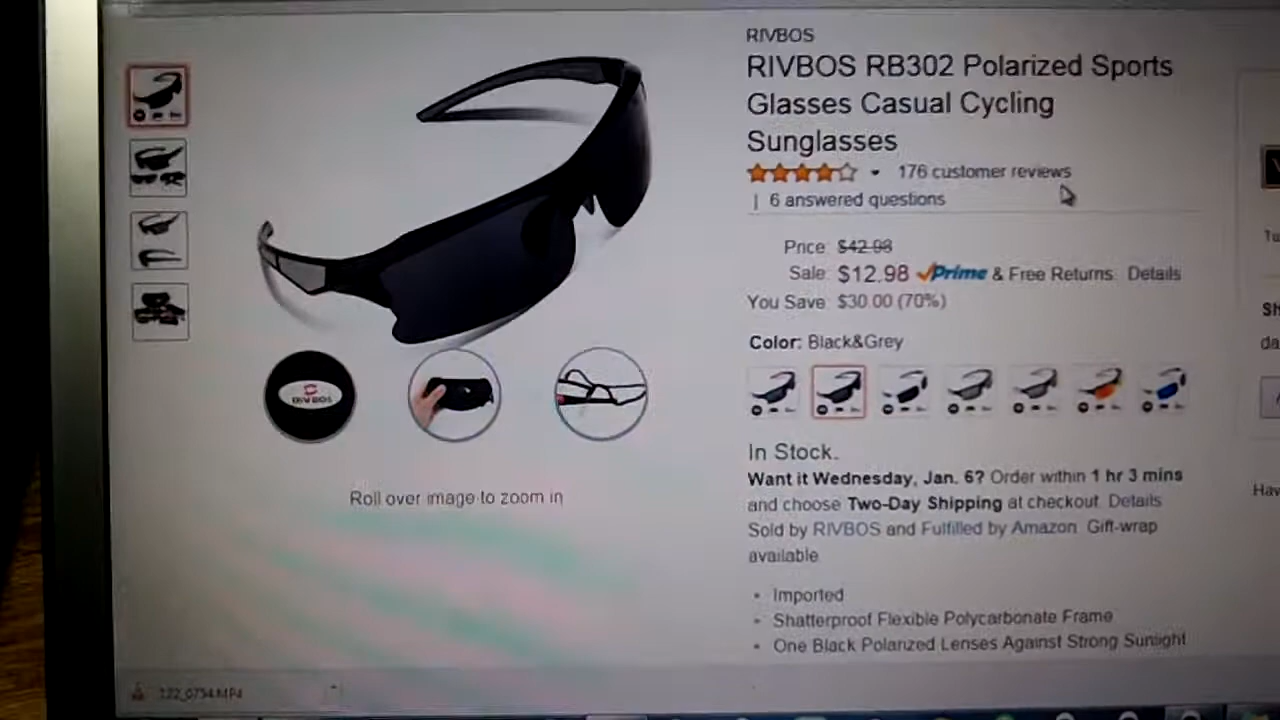 RIVBOS
RIVBOS RB302 Polarized Sports
Glasses Casual Cycling
Sunglasses
176 customer reviews
| 6 answered questions
Price: $42.98
Sale: $12.98 Prime & Free Returns. Details
You Save: $30.00 (70%)
Color: Black&Grey
RIVBOS
In Stock.
Want it Wednesday, Jan. 6? Order within 1 hr 3 mins
and choose Two-Day Shipping at checkout. Details
Sold by RIVBOS and Fulfilled by Amazon. Gift-wrap
available.
Roll over image to zoom in
• Imported
• Shatterproof Flexible Polycarbonate Frame
• One Black Polarized Lenses Against Strong Sunlight
122_0734.MP4